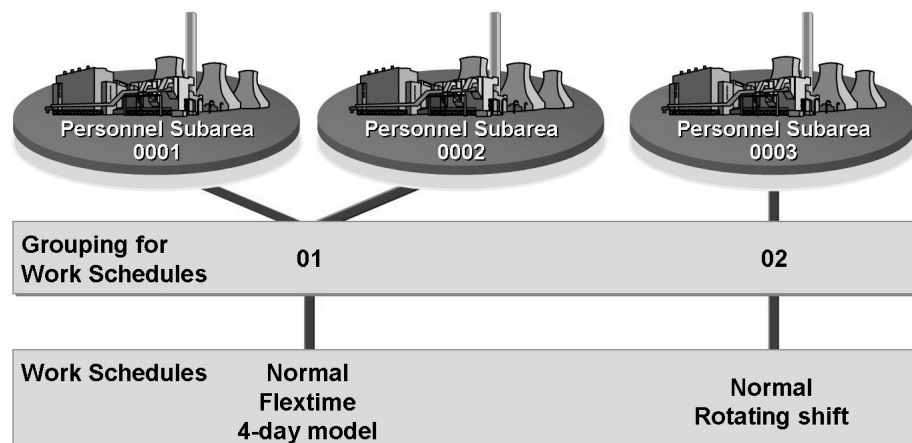 Personnel Subarea
0001
Personnel Subarea
0002
Personnel Subarea
0003
Grouping for
Work Schedules
01
02
Work Schedules
Normal
Flextime
4-day model
Normal
Rotating shift